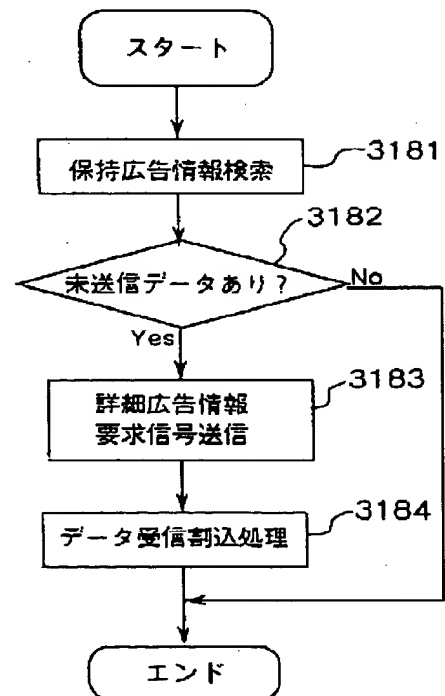 スタート
保持広告情報検索
3181
3182
未送信データあり?
No
Yes
詳細広告情報
要求信号送信
3183
データ受信割込処理
3184
エンド